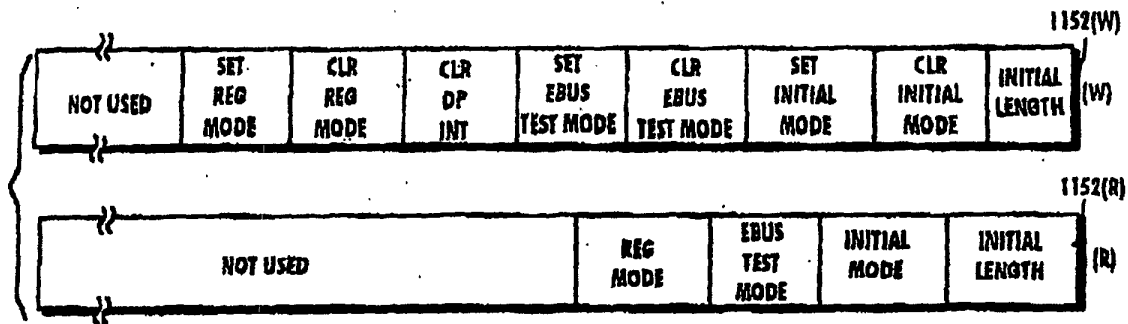 1152(W)
NOT USED
SET
REG
MODE
CLR
REG
MODE
CLR
DP
INT
SET
EBUS
TEST MODE
CLR
EBUS
TEST MODE
SET
INITIAL
MODE
CLR
INITIAL
MODE
INITIAL
LENGTH
(W)
1152(R)
NOT USED
REG
MODE
EBUS
TEST
MODE
INITIAL
MODE
INITIAL
LENGTH
(R)